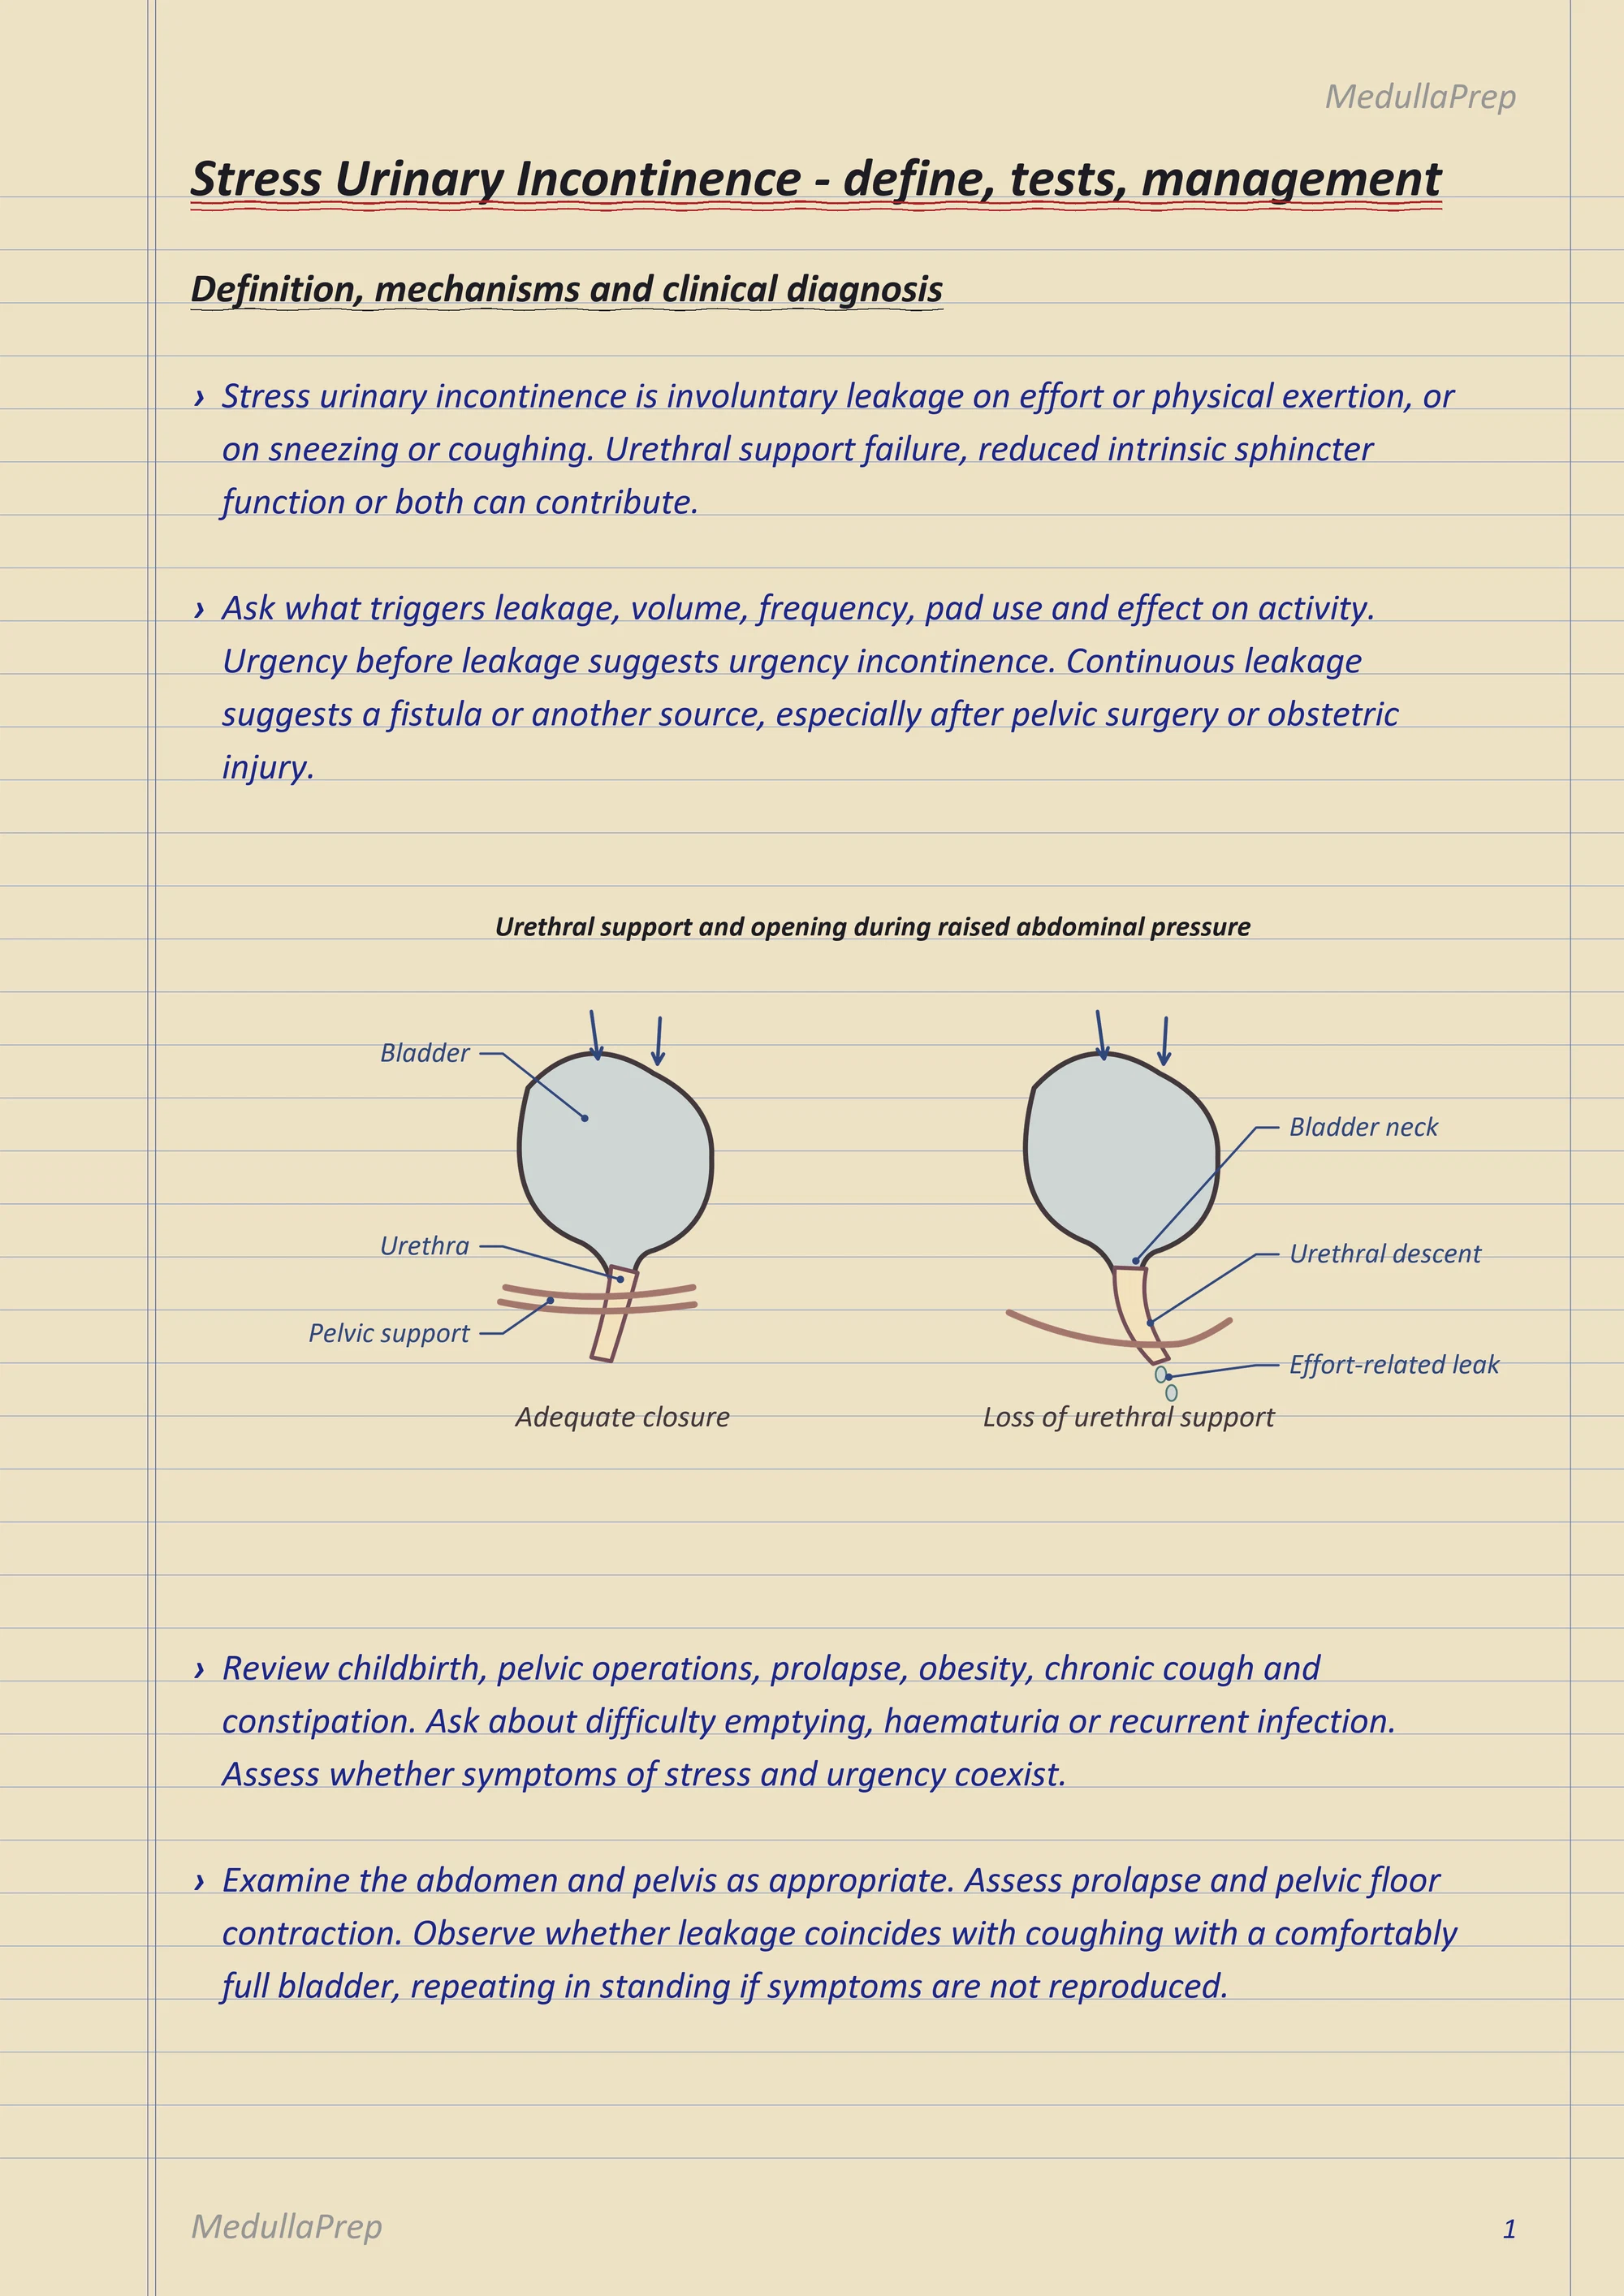 MedullaPrep
Stress Urinary Incontinence - define, tests, management
Definition, mechanisms and clinical diagnosis
› Stress urinary incontinence is involuntary leakage on effort or physical exertion, or
on sneezing or coughing. Urethral support failure, reduced intrinsic sphincter
function or both can contribute.
› Ask what triggers leakage, volume, frequency, pad use and effect on activity.
Urgency before leakage suggests urgency incontinence. Continuous leakage
suggests a fistula or another source, especially after pelvic surgery or obstetric
injury.
Urethral support and opening during raised abdominal pressure
Bladder
Urethra
Pelvic support
Adequate closure
Bladder neck
Urethral descent
Effort-related leak
Loss of urethral support
› Review childbirth, pelvic operations, prolapse, obesity, chronic cough and
constipation. Ask about difficulty emptying, haematuria or recurrent infection.
Assess whether symptoms of stress and urgency coexist.
› Examine the abdomen and pelvis as appropriate. Assess prolapse and pelvic floor
contraction. Observe whether leakage coincides with coughing with a comfortably
full bladder, repeating in standing if symptoms are not reproduced.
MedullaPrep
1